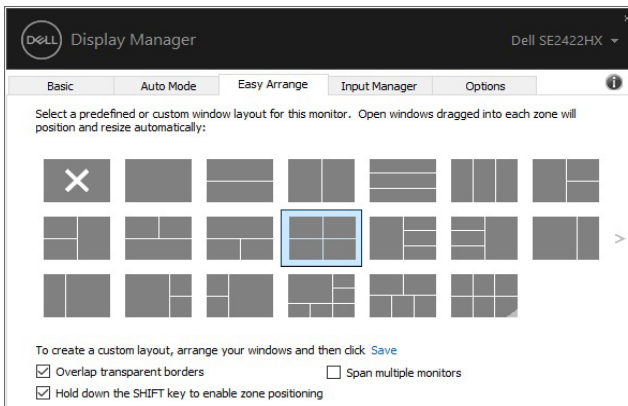 DELL Display Manager Dell SE2422HX
Basic Auto Mode Easy Arrange Input Manager Options
Select a predefined or custom window layout for this monitor. Open windows dragged into each zone will
position and resize automatically:
To create a custom layout, arrange your windows and then click Save
Overlap transparent borders Span multiple monitors
Hold down the SHIFT key to enable zone positioning